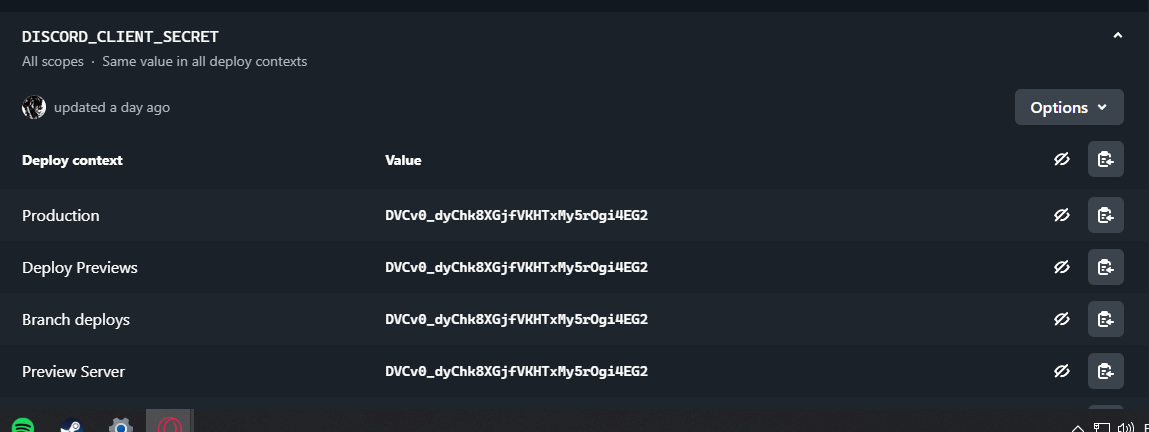 DISCORD_CLIENT_SECRET
All scopes · Same value in all deploy contexts
updated a day ago
Options
Deploy context Value
Production DVCv0_dyChk8XGjfVKHTxMy5rOgi4EG2
Deploy Previews DVCv0_dyChk8XGjfVKHTxMy5rOgi4EG2
Branch deploys DVCv0_dyChk8XGjfVKHTxMy5rOgi4EG2
Preview Server DVCv0_dyChk8XGjfVKHTxMy5rOgi4EG2